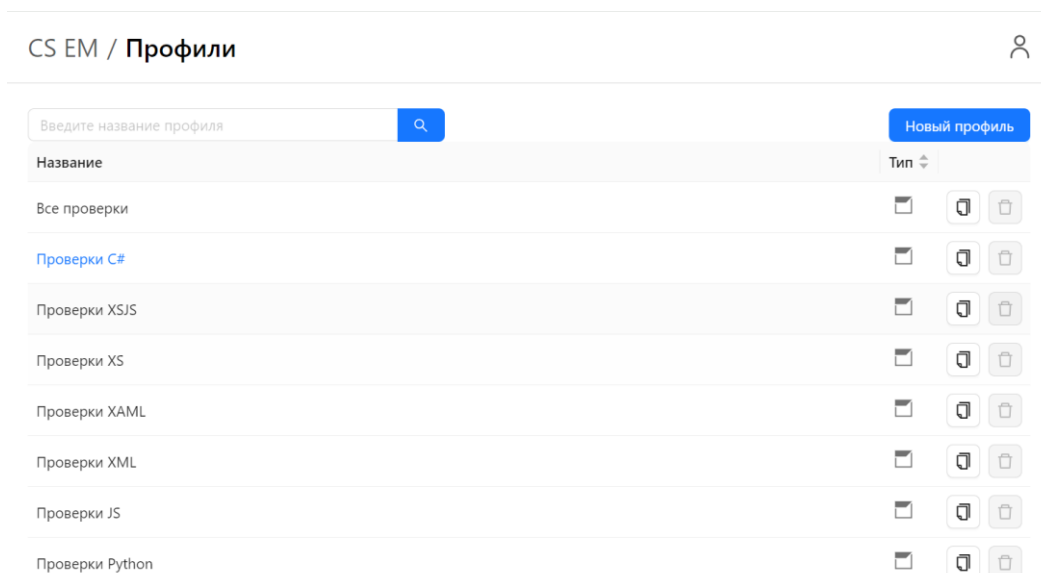 CS EM / Профили
Введите название профиля
Новый профиль
Название
Тип
Все проверки
Проверки C#
Проверки XSJS
Проверки XS
Проверки XAML
Проверки XML
Проверки JS
Проверки Python